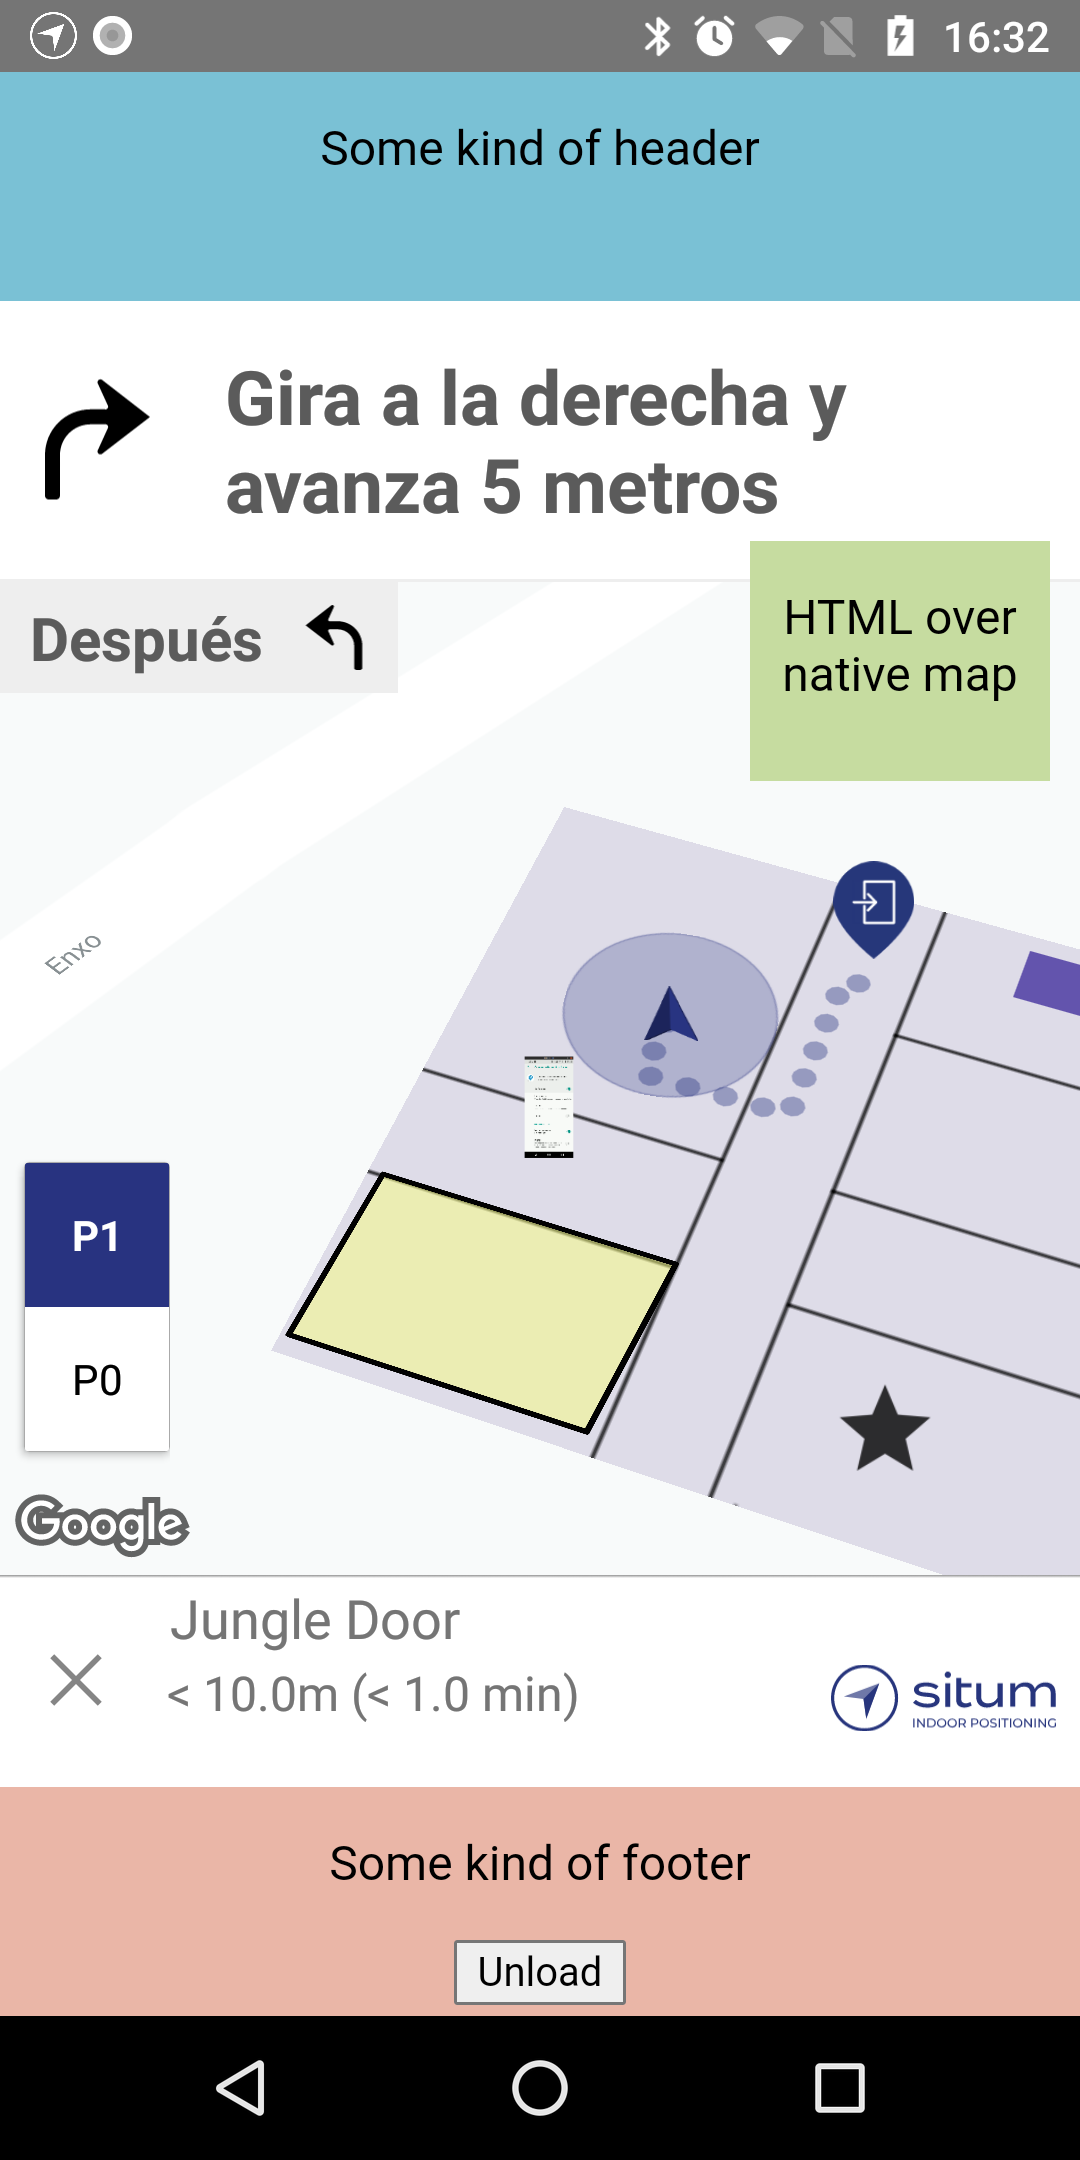 16:32
Some kind of header
Gira a la derecha y
avanza 5 metros
Después
HTML over
native map
Enxo
P1
P0
Google
Jungle Door
< 10.0m (< 1.0 min)
situm
INDOOR POSITIONING
Some kind of footer
Unload